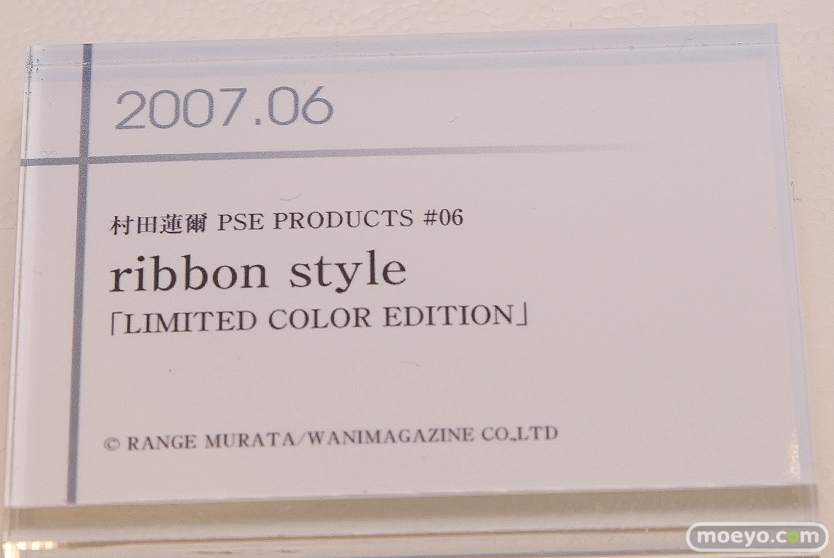 2007.06
村田蓮爾 PSE PRODUCTS #06
ribbon style
「LIMITED COLOR EDITION」
© RANGE MURATA/WANIMAGAZINE CO.,LTD
moeyo.com